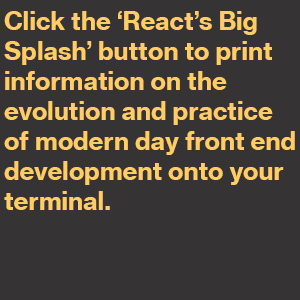 Click the ‘React’s Big
Splash’ button to print
information on the
evolution and practice
of modern day front end
development onto your
terminal.